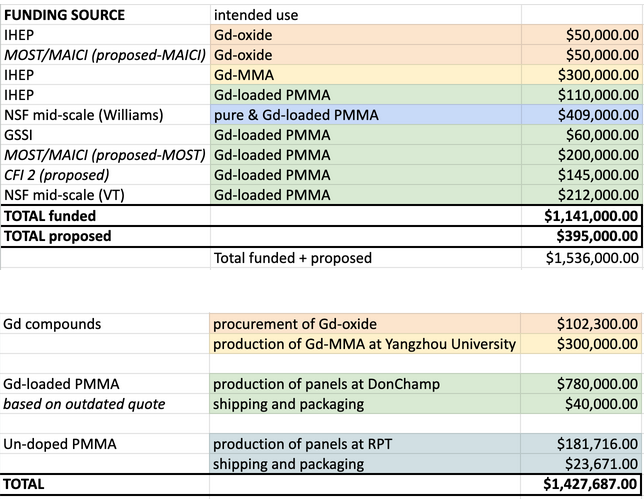 FUNDING SOURCE intended use
IHEP Gd-oxide $50,000.00
MOST/MAICI (proposed-MAICI) Gd-oxide $50,000.00
IHEP Gd-MMA $300,000.00
IHEP Gd-loaded PMMA $110,000.00
NSF mid-scale (Williams) pure & Gd-loaded PMMA $409,000.00
GSSI Gd-loaded PMMA $60,000.00
MOST/MAICI (proposed-MOST) Gd-loaded PMMA $200,000.00
CFI 2 (proposed) Gd-loaded PMMA $145,000.00
NSF mid-scale (VT) Gd-loaded PMMA $212,000.00
TOTAL funded $1,141,000.00
TOTAL proposed $395,000.00
Total funded + proposed $1,536,000.00
Gd compounds procurement of Gd-oxide $102,300.00
production of Gd-MMA at Yangzhou University $300,000.00
Gd-loaded PMMA production of panels at DonChamp $780,000.00
based on outdated quote shipping and packaging $40,000.00
Un-doped PMMA production of panels at RPT $181,716.00
shipping and packaging $23,671.00
TOTAL $1,427,687.00